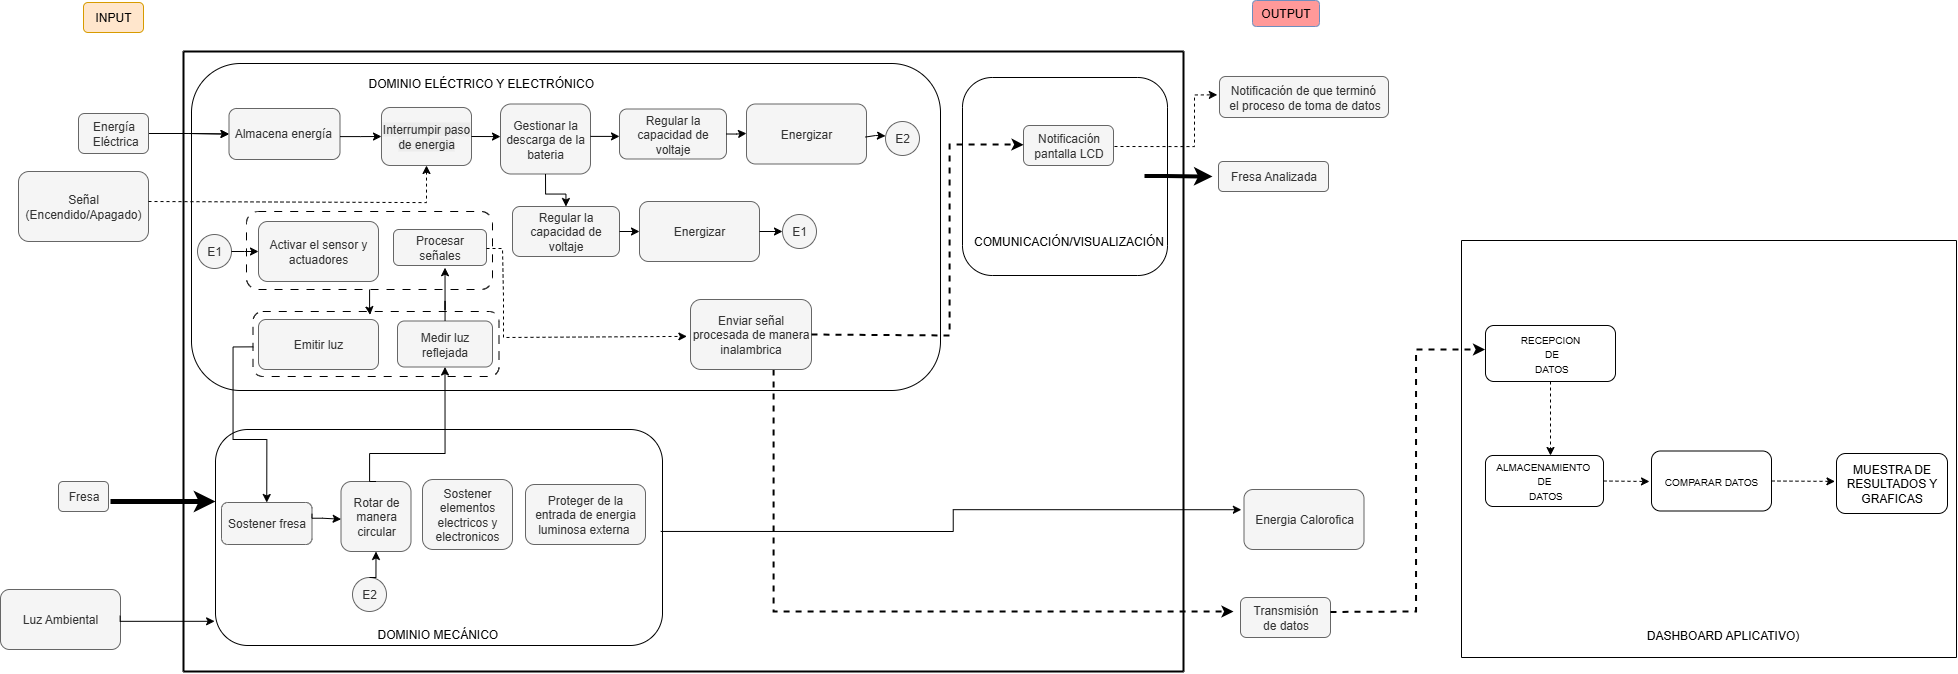 INPUT
OUTPUT
DOMINIO ELÉCTRICO Y ELECTRÓNICO
Energía
Eléctrica
Almacena energía
Interrumpir paso
de energia
Gestionar la
descarga de la
bateria
Regular la
capacidad de
voltaje
Energizar
E2
Notificación
pantalla LCD
Notificación de que terminó
el proceso de toma de datos
Fresa Analizada
Señal
(Encendido/Apagado)
Regular la
capacidad de
voltaje
Energizar
E1
COMUNICACIÓN/VISUALIZACIÓN
E1
Activar el sensor y
actuadores
Procesar
señales
Emitir luz
Medir luz
reflejada
Enviar señal
procesada de manera
inalambrica
RECEPCION
DE
DATOS
ALMACENAMIENTO
DE
DATOS
COMPARAR DATOS
MUESTRA DE
RESULTADOS Y
GRAFICAS
Fresa
Sostener fresa
Rotar de
manera
circular
Sostener
elementos
electricos y
electronicos
Proteger de la
entrada de energia
luminosa externa
Energia Calorofica
E2
Luz Ambiental
DOMINIO MECÁNICO
Transmisión
de datos
DASHBOARD APLICATIVO)